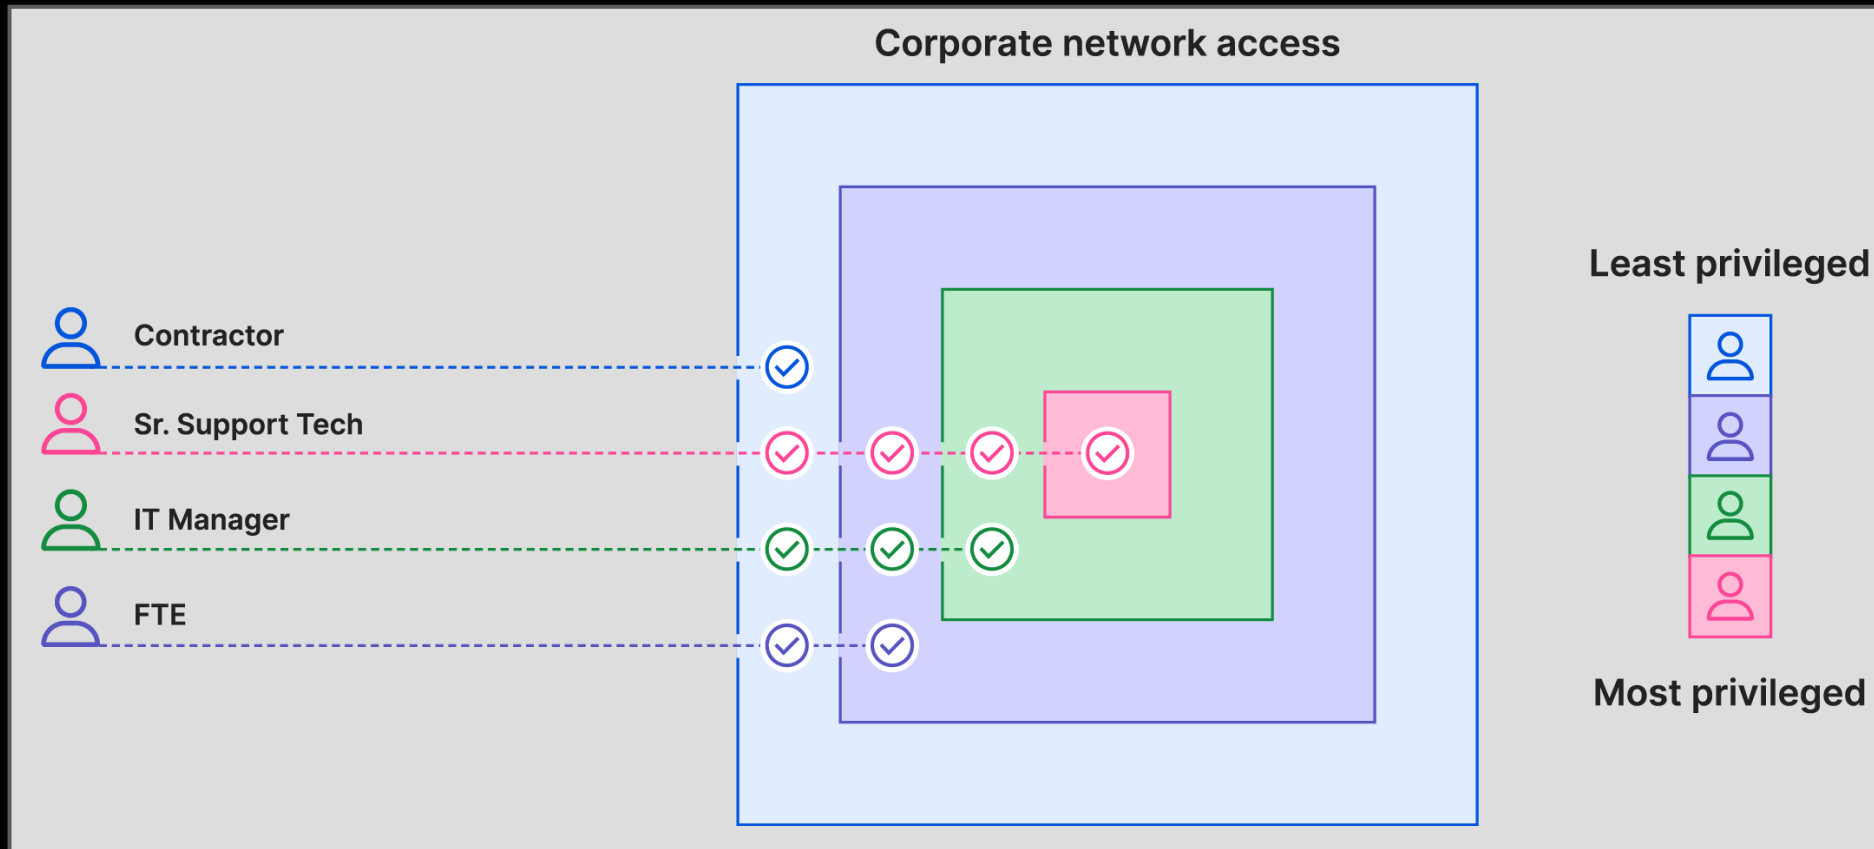 Corporate network access
Contractor
Sr. Support Tech
IT Manager
FTE
Least privileged
Most privileged